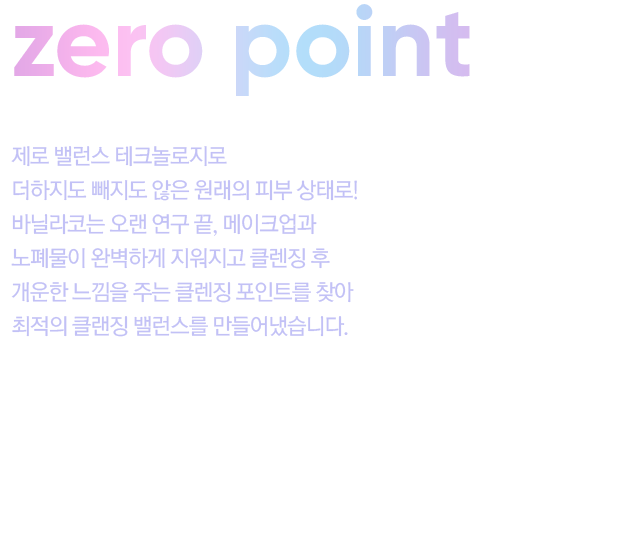 zero point
제로 밸런스 테크놀로지로
더하지도 빼지도 않은 원래의 피부 상태로!
바닐라코는 오랜 연구 끝, 메이크업과
노폐물이 완벽하게 지워지고 클렌징 후
개운한 느낌을 주는 클렌징 포인트를 찾아
최적의 클랜징 밸런스를 만들어냈습니다.